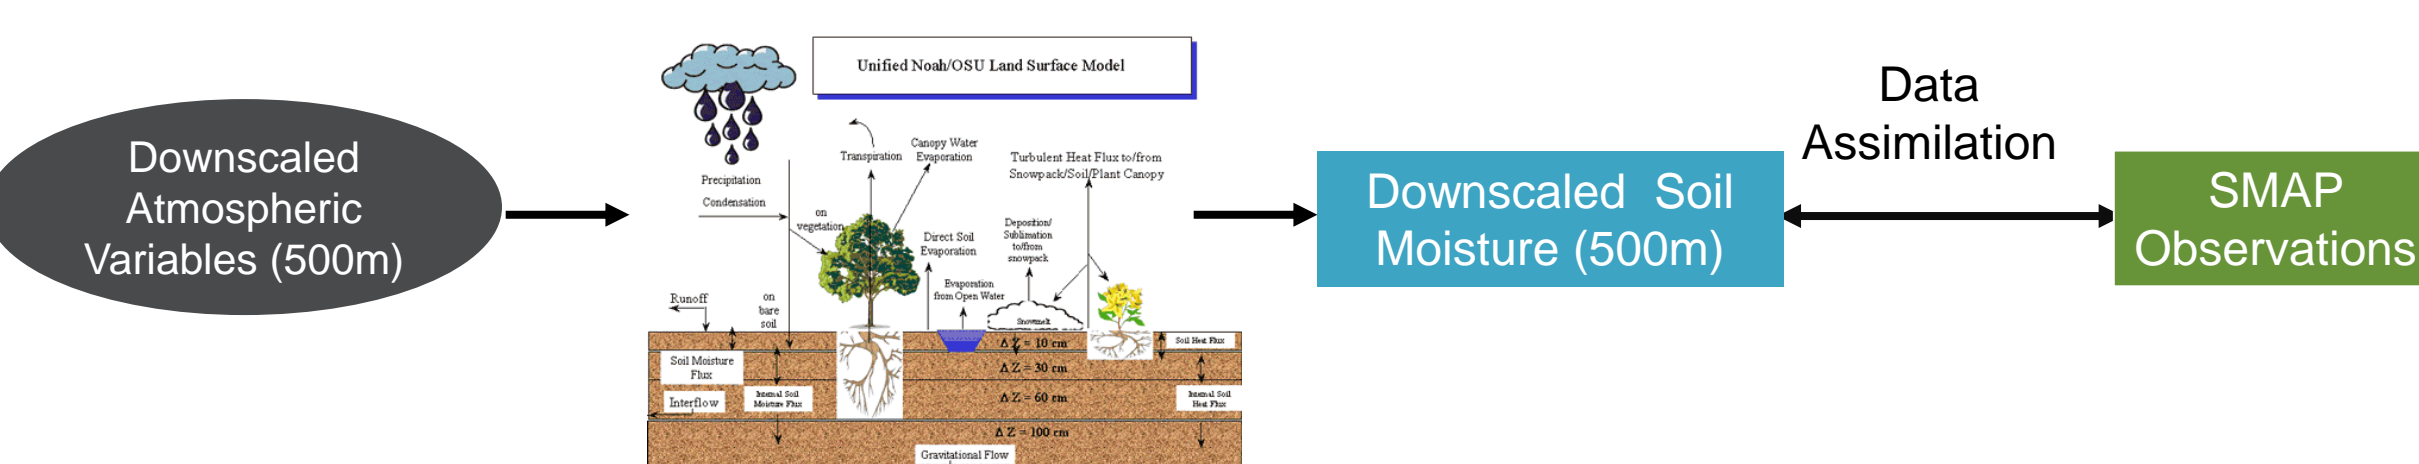 Downscaled
Atmospheric
Variables (500m)
Unified Noah/OSU Land Surface Model
Transpiration
Canopy Water
Evaporation
Turbulent Heat Flux to/from
Snowpack/Soil/Plant Canopy
Precipitation
Condensation
on
vegetation
Direct Soil
Evaporation
Deposition/
Sublimation
to/from
snowpack
Evaporation
from Open Water
Runoff
on
bare
soil
Snowmelt
Δ Z = 10 cm
Soil Heat Flux
Soil Moisture
Flux
Δ Z = 30 cm
Interflow
Internal Soil
Moisture Flux
Δ Z = 60 cm
Internal Soil
Heat Flux
Δ Z = 100 cm
Gravitational Flow
Downscaled Soil
Moisture (500m)
Data
Assimilation
SMAP
Observations